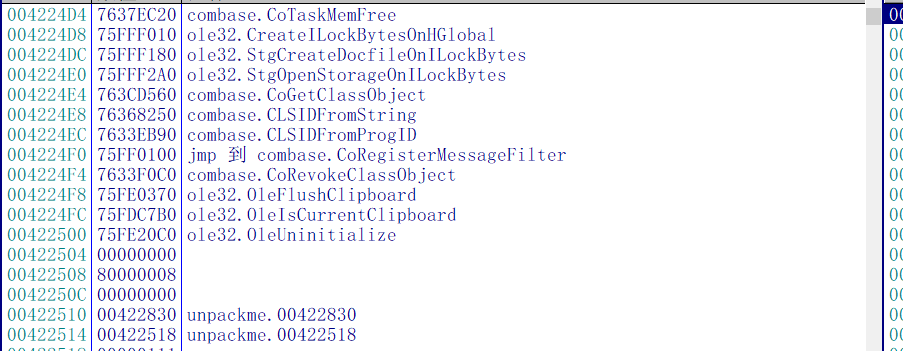 004224D4 7637EC20 combase.CoTaskMemFree
004224D8 75FFF010 ole32.CreateILockBytesOnHGlobal
004224DC 75FFF180 ole32.StgCreateDocfileOnILockBytes
004224E0 75FFF2A0 ole32.StgOpenStorageOnILockBytes
004224E4 763CD560 combase.CoGetClassObject
004224E8 76368250 combase.CLSIDFromString
004224EC 7633EB90 combase.CLSIDFromProgID
004224F0 75FF0100 jmp 到 combase.CoRegisterMessageFilter
004224F4 7633F0C0 combase.CoRevokeClassObject
004224F8 75FE0370 ole32.OleFlushClipboard
004224FC 75FDC7B0 ole32.OleIsCurrentClipboard
00422500 75FE20C0 ole32.OleUninitialize
00422504 00000000
00422508 80000008
0042250C 00000000
00422510 00422830 unpackme.00422830
00422514 00422518 unpackme.00422518